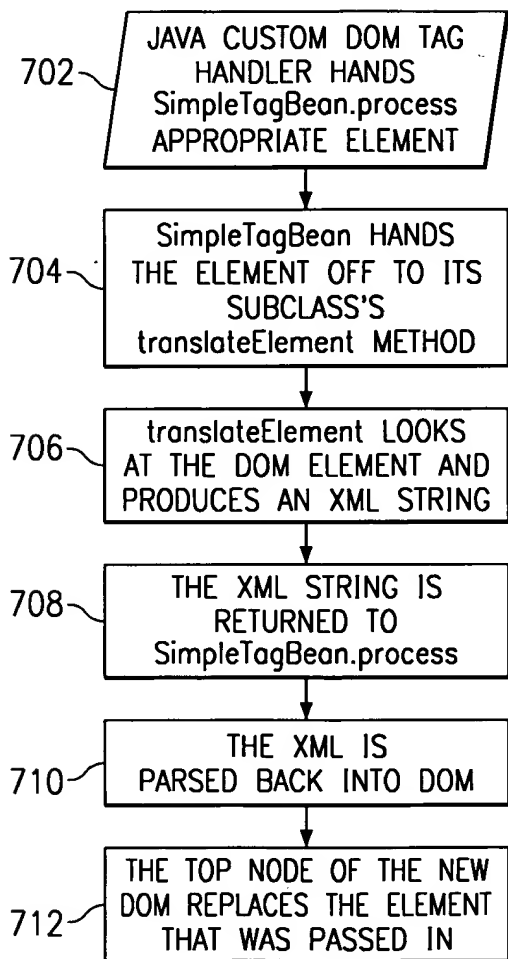 702
JAVA CUSTOM DOM TAG
HANDLER HANDS
SimpleTagBean.process
APPROPRIATE ELEMENT
704
SimpleTagBean HANDS
THE ELEMENT OFF TO ITS
SUBCLASS'S
translateElement METHOD
706
translateElement LOOKS
AT THE DOM ELEMENT AND
PRODUCES AN XML STRING
708
THE XML STRING IS
RETURNED TO
SimpleTagBean.process
710
THE XML IS
PARSED BACK INTO DOM
712
THE TOP NODE OF THE NEW
DOM REPLACES THE ELEMENT
THAT WAS PASSED IN